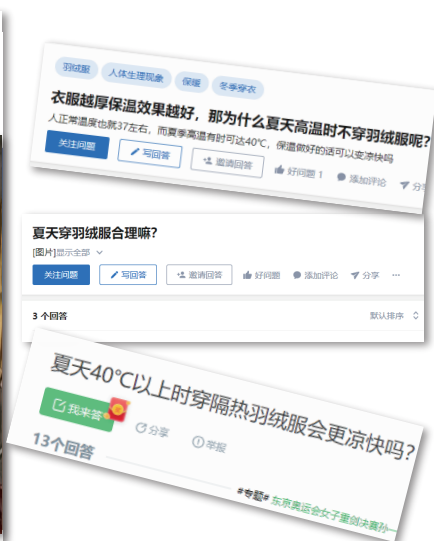 羽绒服 人体生理现象 保暖 冬季穿衣
衣服越厚保温效果越好，那为什么夏天高温时不穿羽绒服呢?
人正常温度也就37左右，而夏季高温有时可达40℃，保温做好的话可以变凉快吗
关注问题 写回答 邀请回答 好问题 1 添加评论 分
夏天穿羽绒服合理嘛?
[图片]显示全部
关注问题 写回答 邀请回答 好问题 添加评论 分享 ...
3 个回答 默认排序
夏天40℃以上时穿隔热羽绒服会更凉快吗?
我来答 分享 举报
13个回答
#专题# 东京奥运会女子重剑决赛孙一